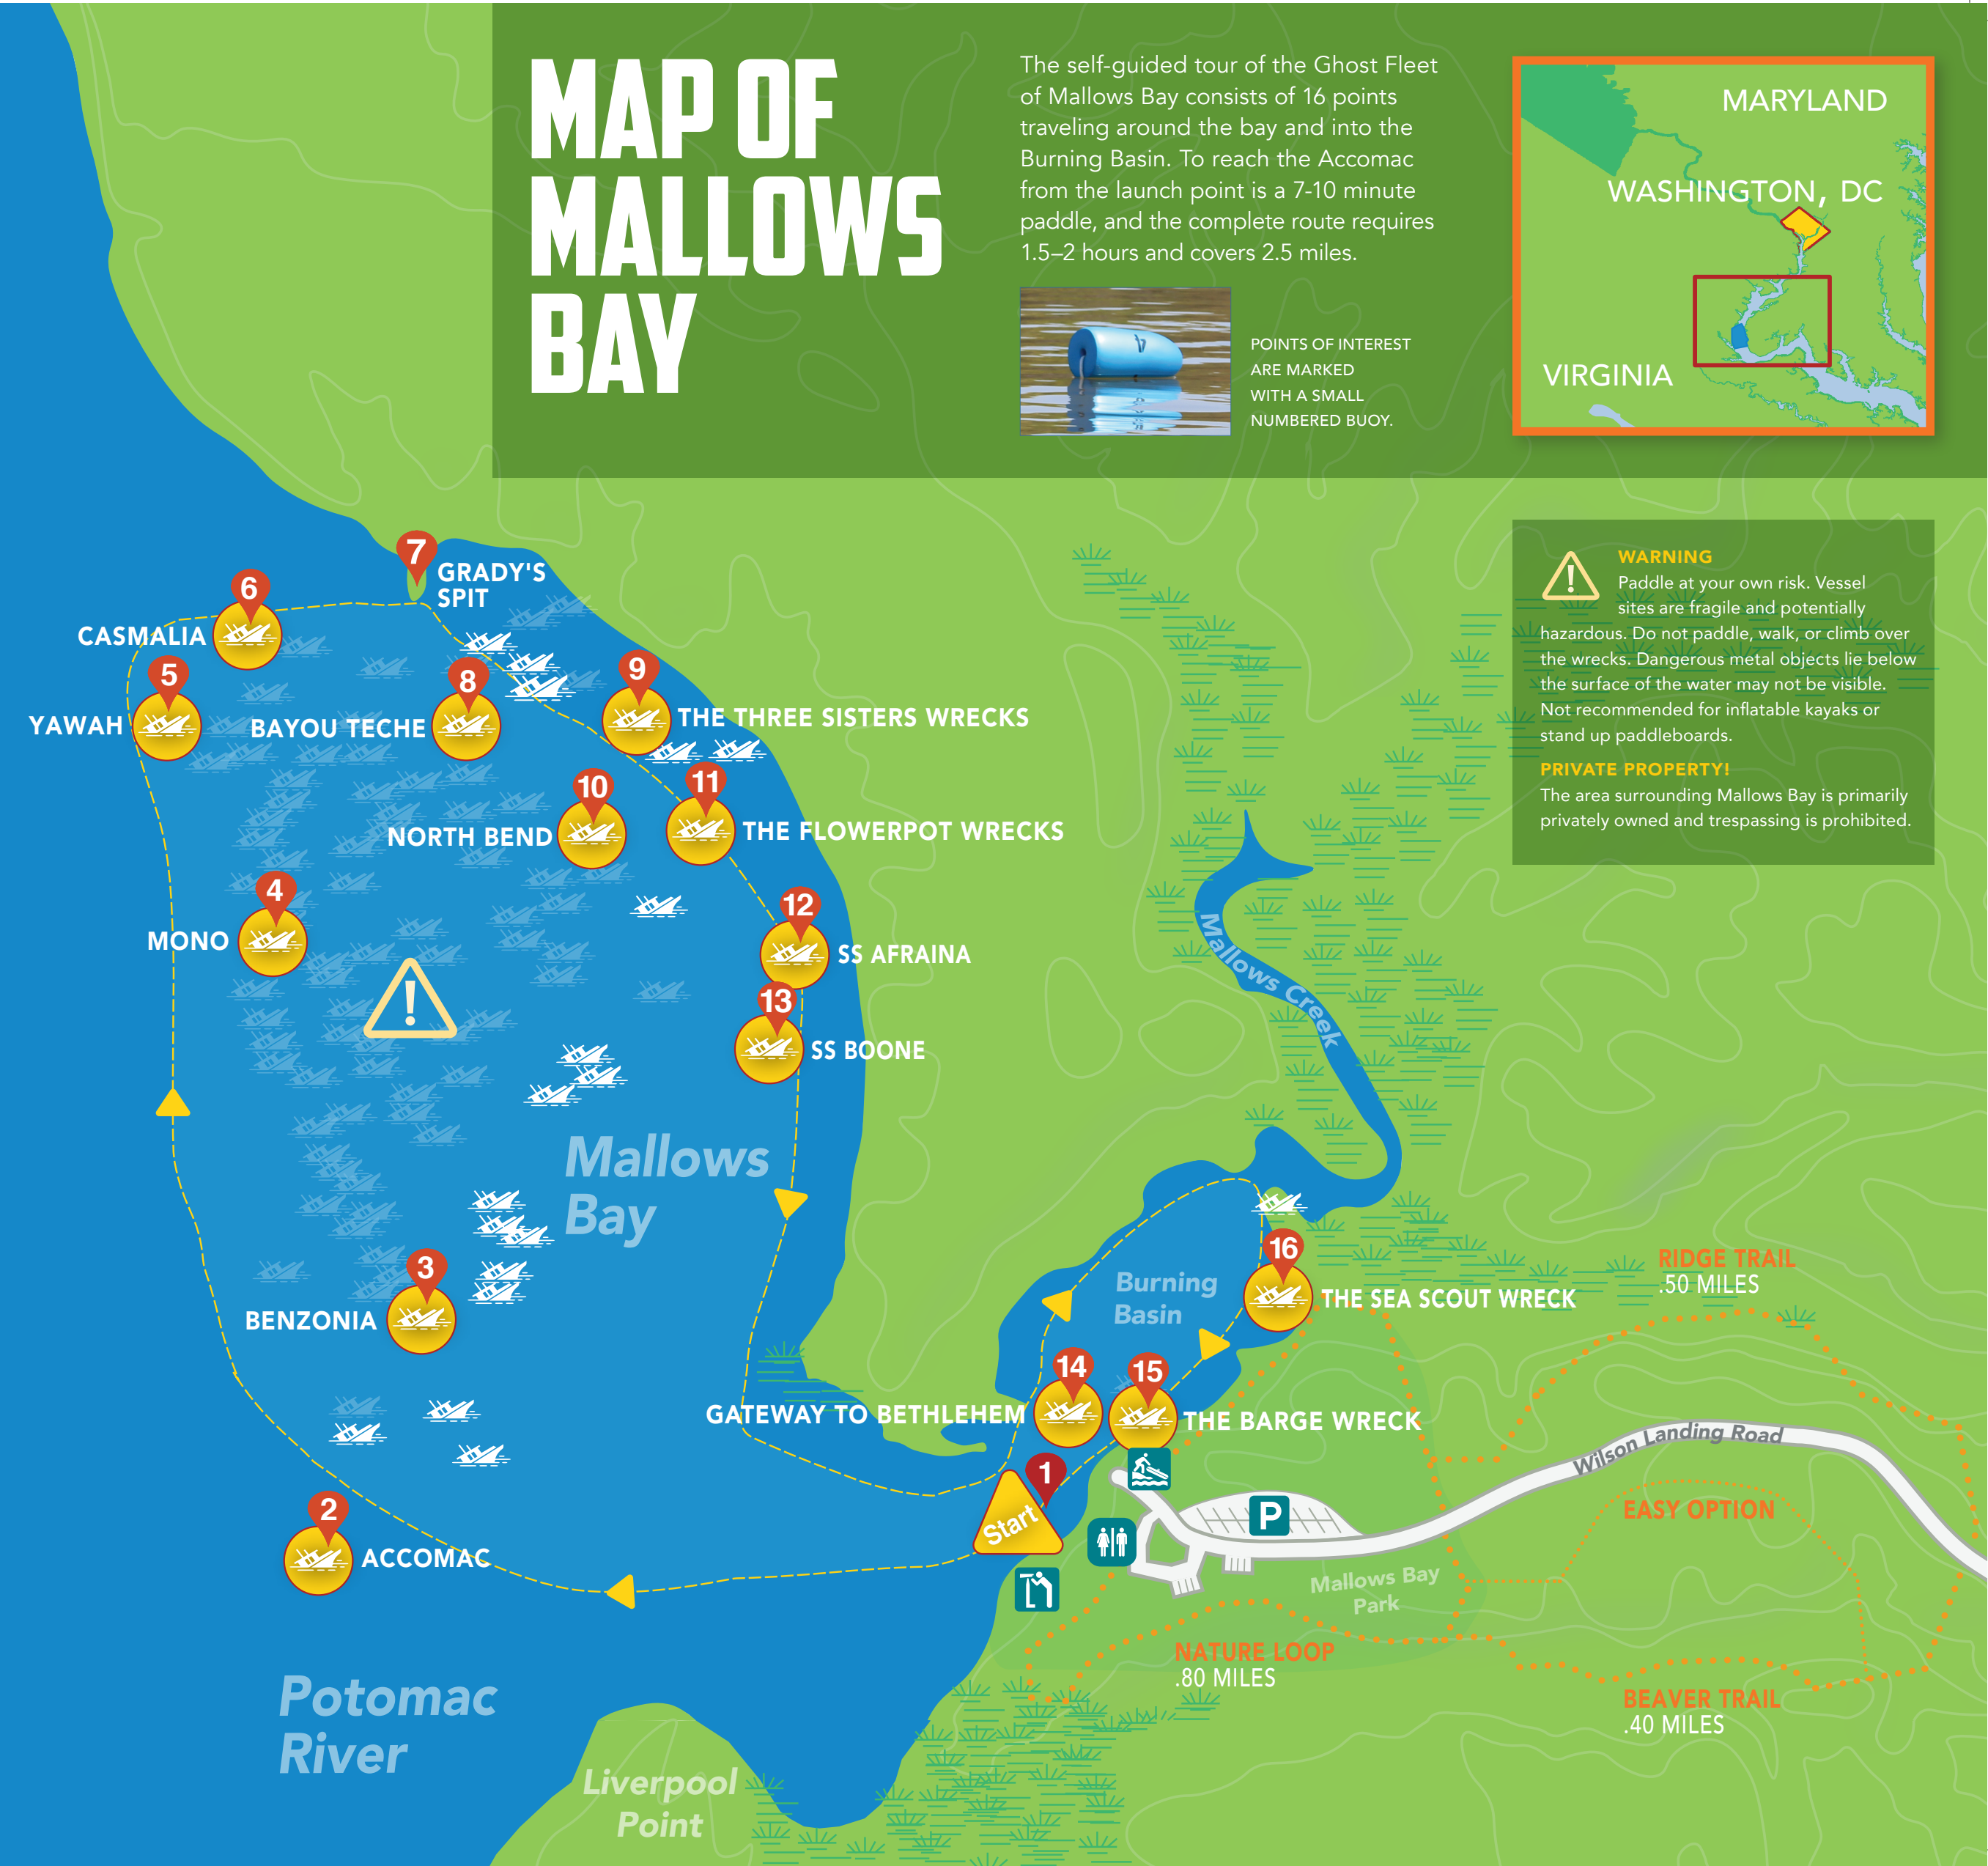 MAP OF
MALLOWS
BAY
The self-guided tour of the Ghost Fleet
of Mallows Bay consists of 16 points
traveling around the bay and into the
Burning Basin. To reach the Accomac
from the launch point is a 7-10 minute
paddle, and the complete route requires
1.5–2 hours and covers 2.5 miles.
4
POINTS OF INTEREST
ARE MARKED
WITH A SMALL
NUMBERED BUOY.
MARYLAND
WASHINGTON, DC
VIRGINIA
WARNING
Paddle at your own risk. Vessel
sites are fragile and potentially
hazardous. Do not paddle, walk, or climb over
the wrecks. Dangerous metal objects lie below
the surface of the water may not be visible.
Not recommended for inflatable kayaks or
stand up paddleboards.
PRIVATE PROPERTY!
The area surrounding Mallows Bay is primarily
privately owned and trespassing is prohibited.
7
GRADY'S
SPIT
6
CASMALIA
5
YAWAH
8
BAYOU TECHE
9
THE THREE SISTERS WRECKS
10
NORTH BEND
11
THE FLOWERPOT WRECKS
4
MONO
12
SS AFRAINA
13
SS BOONE
!
Mallows Creek
Mallows
Bay
3
BENZONIA
Burning
Basin
16
THE SEA SCOUT WRECK
RIDGE TRAIL
.50 MILES
14
GATEWAY TO BETHLEHEM
15
THE BARGE WRECK
Wilson Landing Road
1
Start
P
EASY OPTION
2
ACCOMAC
Mallows Bay
Park
NATURE LOOP
.80 MILES
BEAVER TRAIL
.40 MILES
Potomac
River
Liverpool
Point